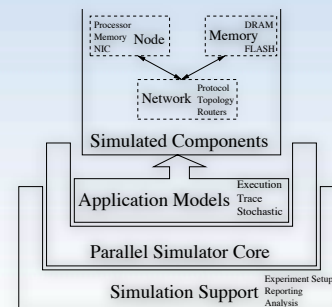 Processor
Memory
NIC
Node
Memory
DRAM
FLASH
Network
Protocol
Topology
Routers
Simulated Components
Application Models
Execution
Trace
Stochastic
Parallel Simulator Core
Simulation Support
Experiment Setup
Reporting
Analysis